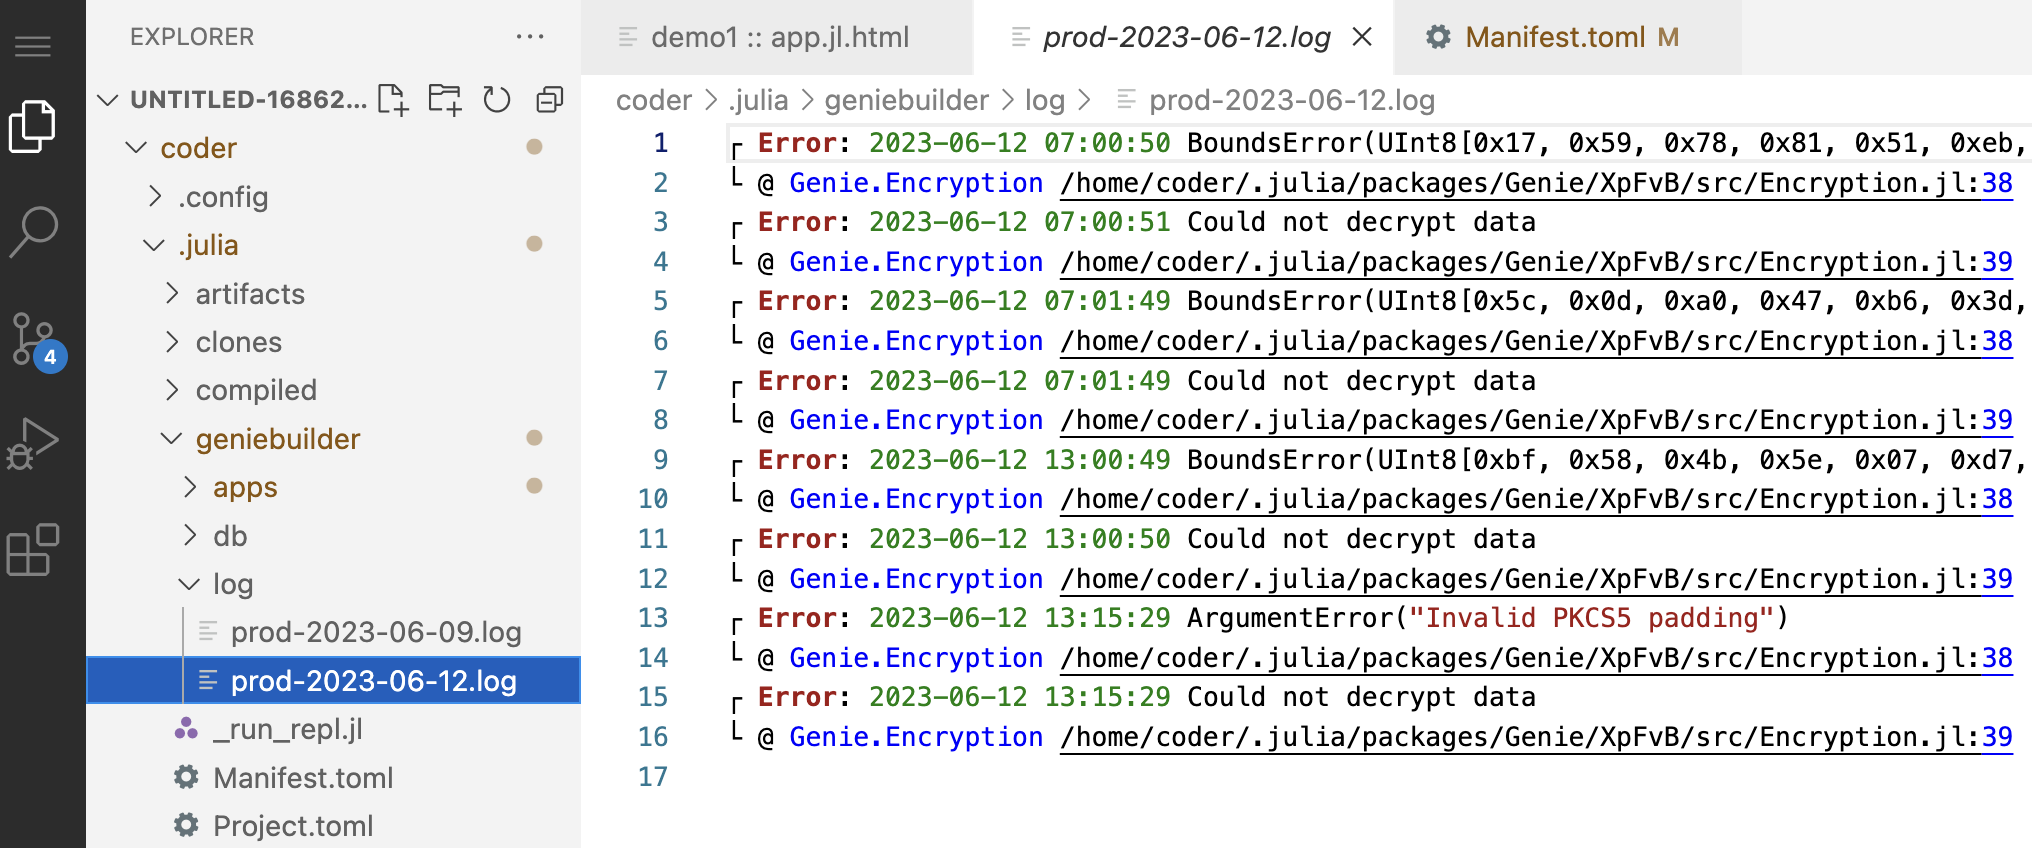 EXPLORER
UNTITLED-16862...
coder
.config
.julia
artifacts
clones
compiled
geniebuilder
apps
db
log
prod-2023-06-09.log
prod-2023-06-12.log
_run_repl.jl
Manifest.toml
Project.toml
4
demo1 :: app.jl.html
prod-2023-06-12.log
Manifest.toml M
coder > .julia > geniebuilder > log > prod-2023-06-12.log
1 ┌ Error: 2023-06-12 07:00:50 BoundsError(UInt8[0x17, 0x59, 0x78, 0x81, 0x51, 0xeb,
2 └ @ Genie.Encryption /home/coder/.julia/packages/Genie/XpFvB/src/Encryption.jl:38
3 ┌ Error: 2023-06-12 07:00:51 Could not decrypt data
4 └ @ Genie.Encryption /home/coder/.julia/packages/Genie/XpFvB/src/Encryption.jl:39
5 ┌ Error: 2023-06-12 07:01:49 BoundsError(UInt8[0x5c, 0x0d, 0xa0, 0x47, 0xb6, 0x3d,
6 └ @ Genie.Encryption /home/coder/.julia/packages/Genie/XpFvB/src/Encryption.jl:38
7 ┌ Error: 2023-06-12 07:01:49 Could not decrypt data
8 └ @ Genie.Encryption /home/coder/.julia/packages/Genie/XpFvB/src/Encryption.jl:39
9 ┌ Error: 2023-06-12 13:00:49 BoundsError(UInt8[0xbf, 0x58, 0x4b, 0x5e, 0x07, 0xd7,
10 └ @ Genie.Encryption /home/coder/.julia/packages/Genie/XpFvB/src/Encryption.jl:38
11 ┌ Error: 2023-06-12 13:00:50 Could not decrypt data
12 └ @ Genie.Encryption /home/coder/.julia/packages/Genie/XpFvB/src/Encryption.jl:39
13 ┌ Error: 2023-06-12 13:15:29 ArgumentError("Invalid PKCS5 padding")
14 └ @ Genie.Encryption /home/coder/.julia/packages/Genie/XpFvB/src/Encryption.jl:38
15 ┌ Error: 2023-06-12 13:15:29 Could not decrypt data
16 └ @ Genie.Encryption /home/coder/.julia/packages/Genie/XpFvB/src/Encryption.jl:39
17